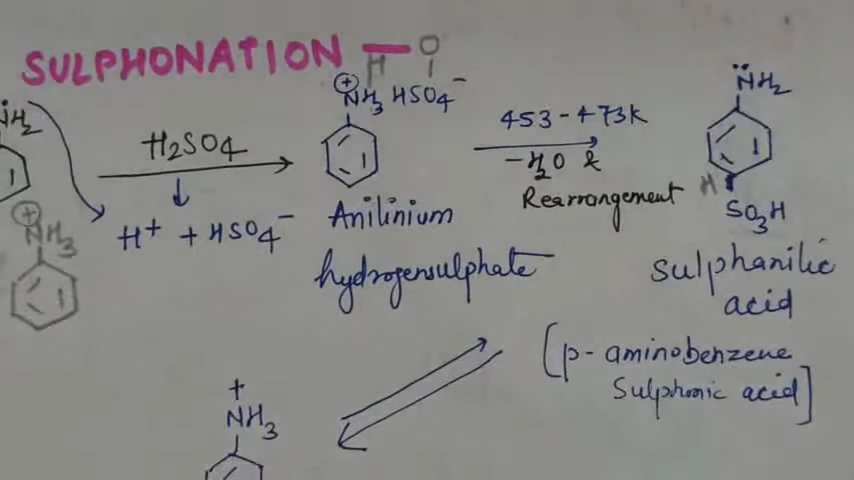 SULPHONATION
H O
NH2
H2SO4
H+ + HSO4-
+
NH3
+
NH3 HSO4-
Anilinium
hydrogensulphate
453-473K
-H2O &
Rearrangement
NH2
H
SO3H
sulphanilic
acid
[p-aminobenzene
Sulphonic acid]
+
NH3